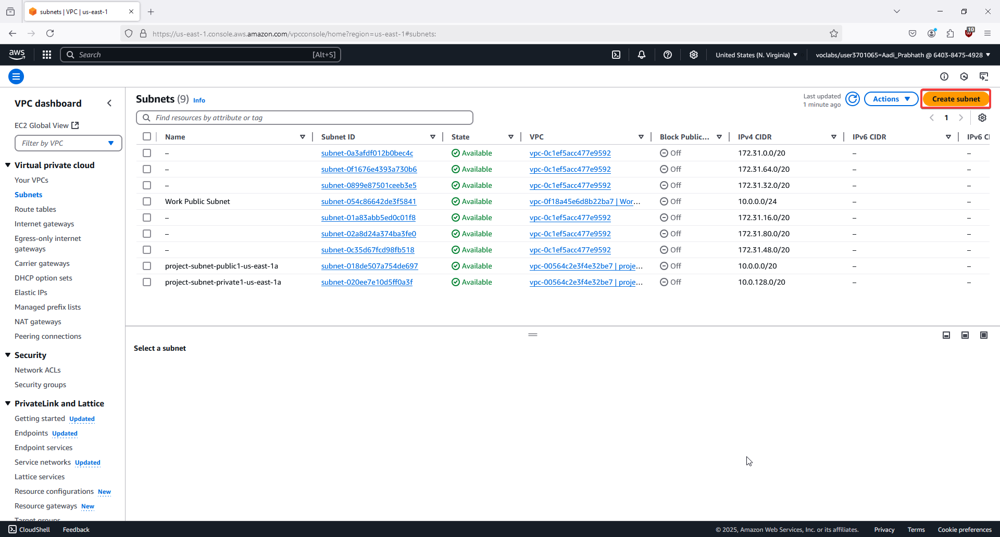 subnets | VPC | us-east-1
https://us-east-1.console.aws.amazon.com/vpcconsole/home?region=us-east-1#subnets:
10
aws
Search
[Alt+S]
United States (N. Virginia)
voclabs/user3701065=Aadi_Prabhath @ 6403-8475-4928
VPC dashboard
EC2 Global View
Filter by VPC
Virtual private cloud
Your VPCs
Subnets
Route tables
Internet gateways
Egress-only internet
gateways
Carrier gateways
DHCP option sets
Elastic IPs
Managed prefix lists
NAT gateways
Peering connections
Security
Network ACLs
Security groups
PrivateLink and Lattice
Getting started Updated
Endpoints Updated
Endpoint services
Service networks Updated
Lattice services
Resource configurations New
Resource gateways New
Target groups
Subnets (9) Info
Last updated
1 minute ago
Actions
Create subnet
Find resources by attribute or tag
1
Name Subnet ID State VPC Block Public... IPv4 CIDR IPv6 CIDR IPv6 CI
– subnet-0a3afdf012b0bec4c Available vpc-0c1ef5acc477e9592 Off 172.31.0.0/20 – –
– subnet-0f1676e4393a730b6 Available vpc-0c1ef5acc477e9592 Off 172.31.64.0/20 – –
– subnet-0899e87501ceeb3e5 Available vpc-0c1ef5acc477e9592 Off 172.31.32.0/20 – –
Work Public Subnet subnet-054c86642de3f5841 Available vpc-0f18a45e6d8b22ba7 | Wor... Off 10.0.0.0/24 – –
– subnet-01a83abb5ed0c01f8 Available vpc-0c1ef5acc477e9592 Off 172.31.16.0/20 – –
– subnet-02a8d24a374ba3fe0 Available vpc-0c1ef5acc477e9592 Off 172.31.80.0/20 – –
– subnet-0c35d67fcd98fb518 Available vpc-0c1ef5acc477e9592 Off 172.31.48.0/20 – –
project-subnet-public1-us-east-1a subnet-018de507a754de697 Available vpc-00564c2e3f4e32be7 | proje... Off 10.0.0.0/20 – –
project-subnet-private1-us-east-1a subnet-020ee7e10d5ff0a3f Available vpc-00564c2e3f4e32be7 | proje... Off 10.0.128.0/20 – –
Select a subnet
CloudShell
Feedback
© 2025, Amazon Web Services, Inc. or its affiliates.
Privacy
Terms
Cookie preferences